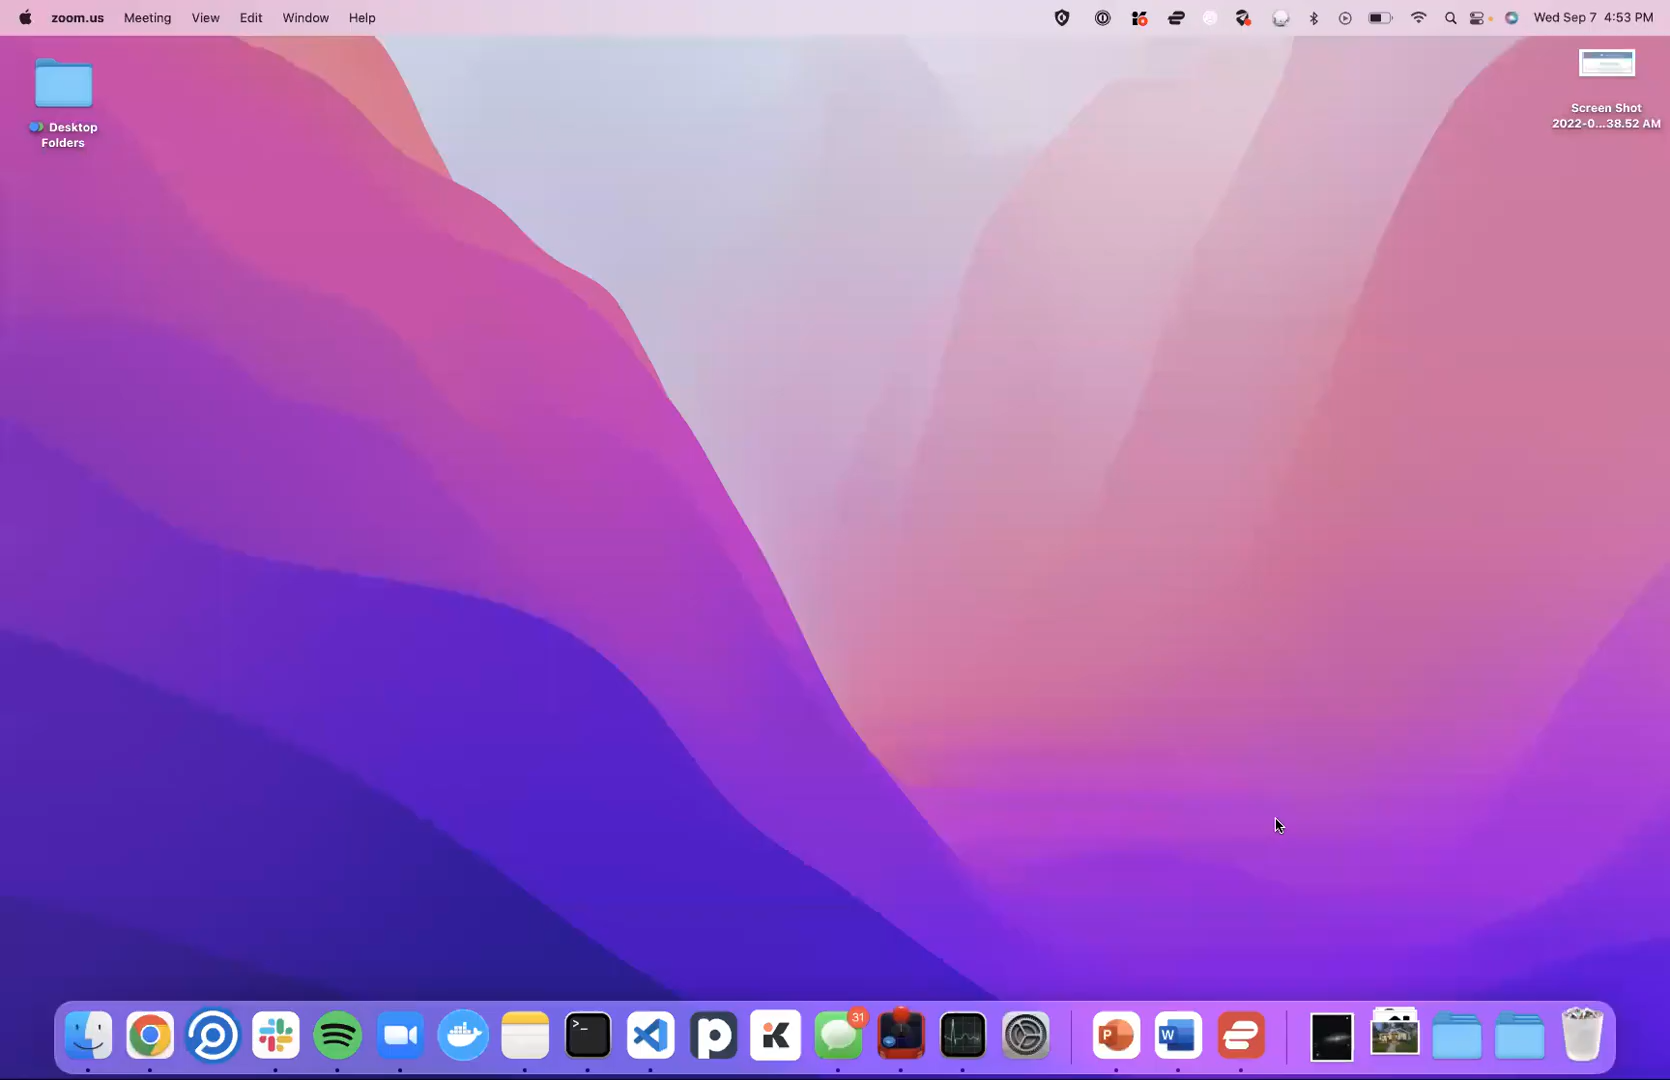 zoom.us Meeting View Edit Window Help Wed Sep 7 4:53 PM
Desktop
Folders
Screen Shot
2022-0...38.52 AM
31
>_
P
W